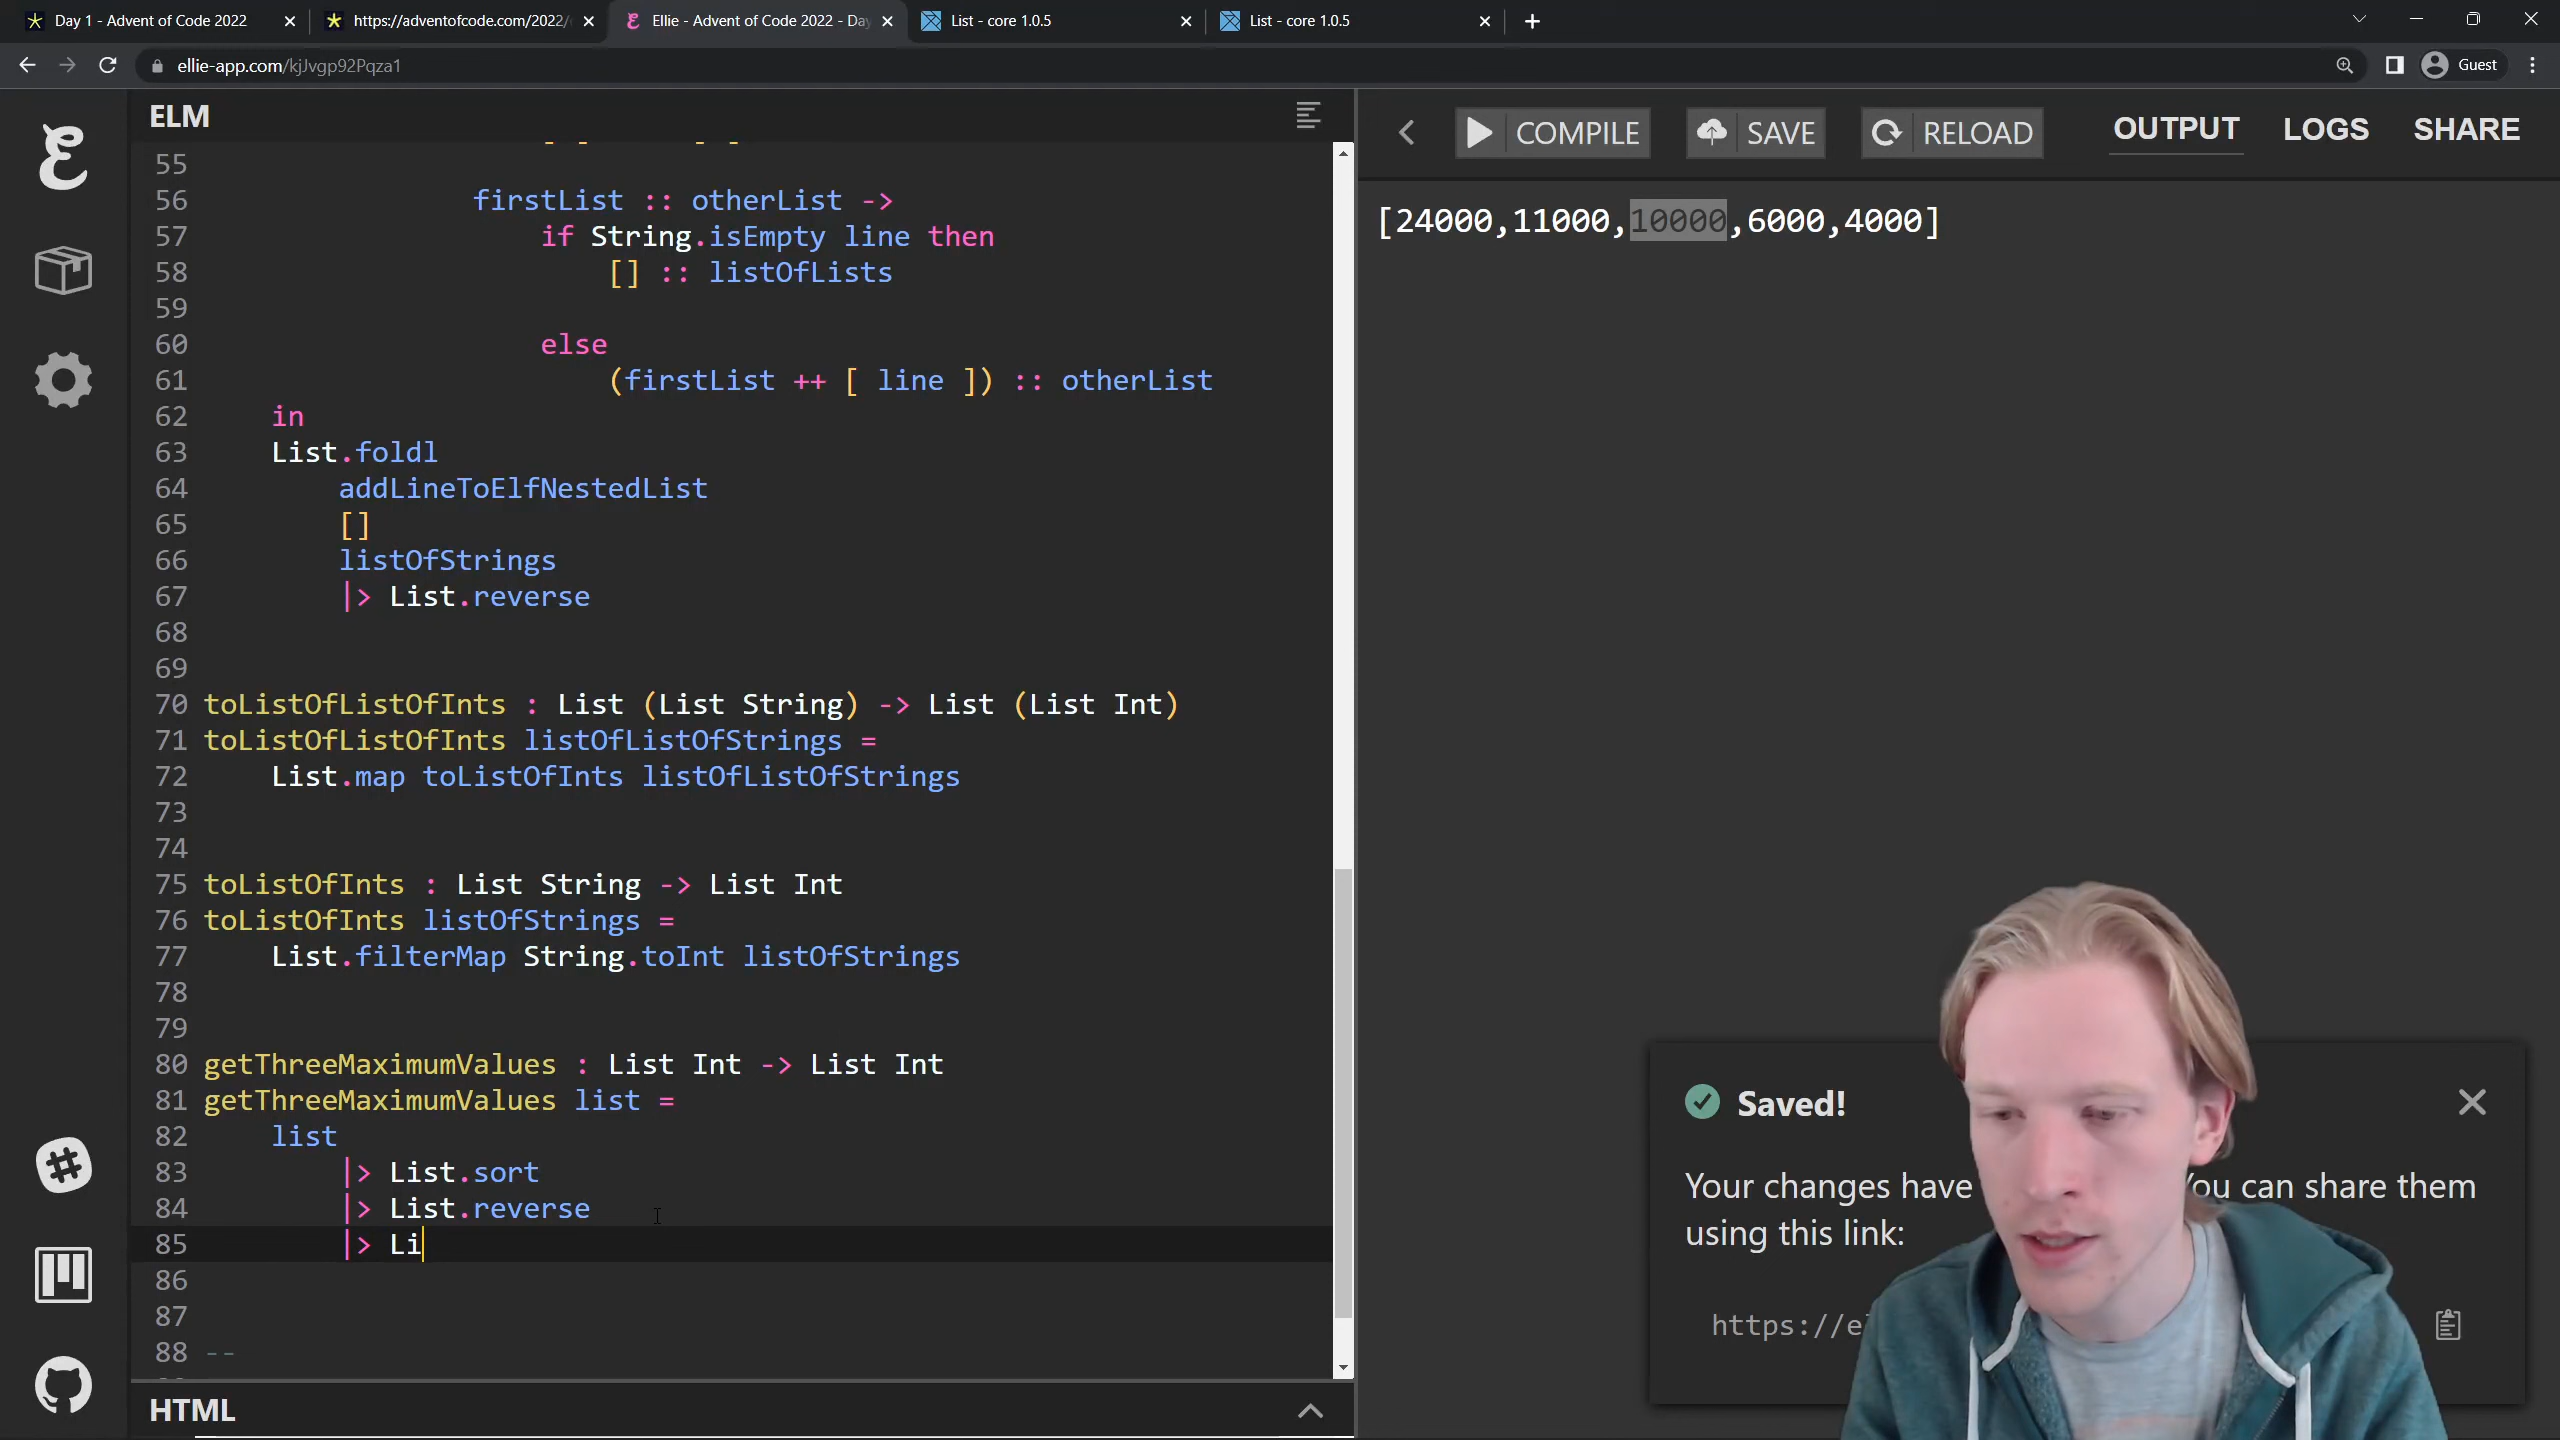 Day 1 - Advent of Code 2022
https://adventofcode.com/2022/
Ellie - Advent of Code 2022 - Da
List - core 1.0.5
List - core 1.0.5
ellie-app.com/kjJvgp92Pqza1
Guest
ELM
COMPILE
SAVE
RELOAD
OUTPUT
LOGS
SHARE
55
56 firstList :: otherList ->
57 if String.isEmpty line then
58 [] :: listOfLists
59
60 else
61 (firstList ++ [ line ]) :: otherList
62 in
63 List.foldl
64 addLineToElfNestedList
65 []
66 listOfStrings
67 |> List.reverse
68
69
70 toListOfListOfInts : List (List String) -> List (List Int)
71 toListOfListOfInts listOfListOfStrings =
72 List.map toListOfInts listOfListOfStrings
73
74
75 toListOfInts : List String -> List Int
76 toListOfInts listOfStrings =
77 List.filterMap String.toInt listOfStrings
78
79
80 getThreeMaximumValues : List Int -> List Int
81 getThreeMaximumValues list =
82 list
83 |> List.sort
84 |> List.reverse
85 |> Li
86
87
88 --
HTML
[24000,11000,10000,6000,4000]
Saved!
Your changes have ou can share them
using this link:
https://e